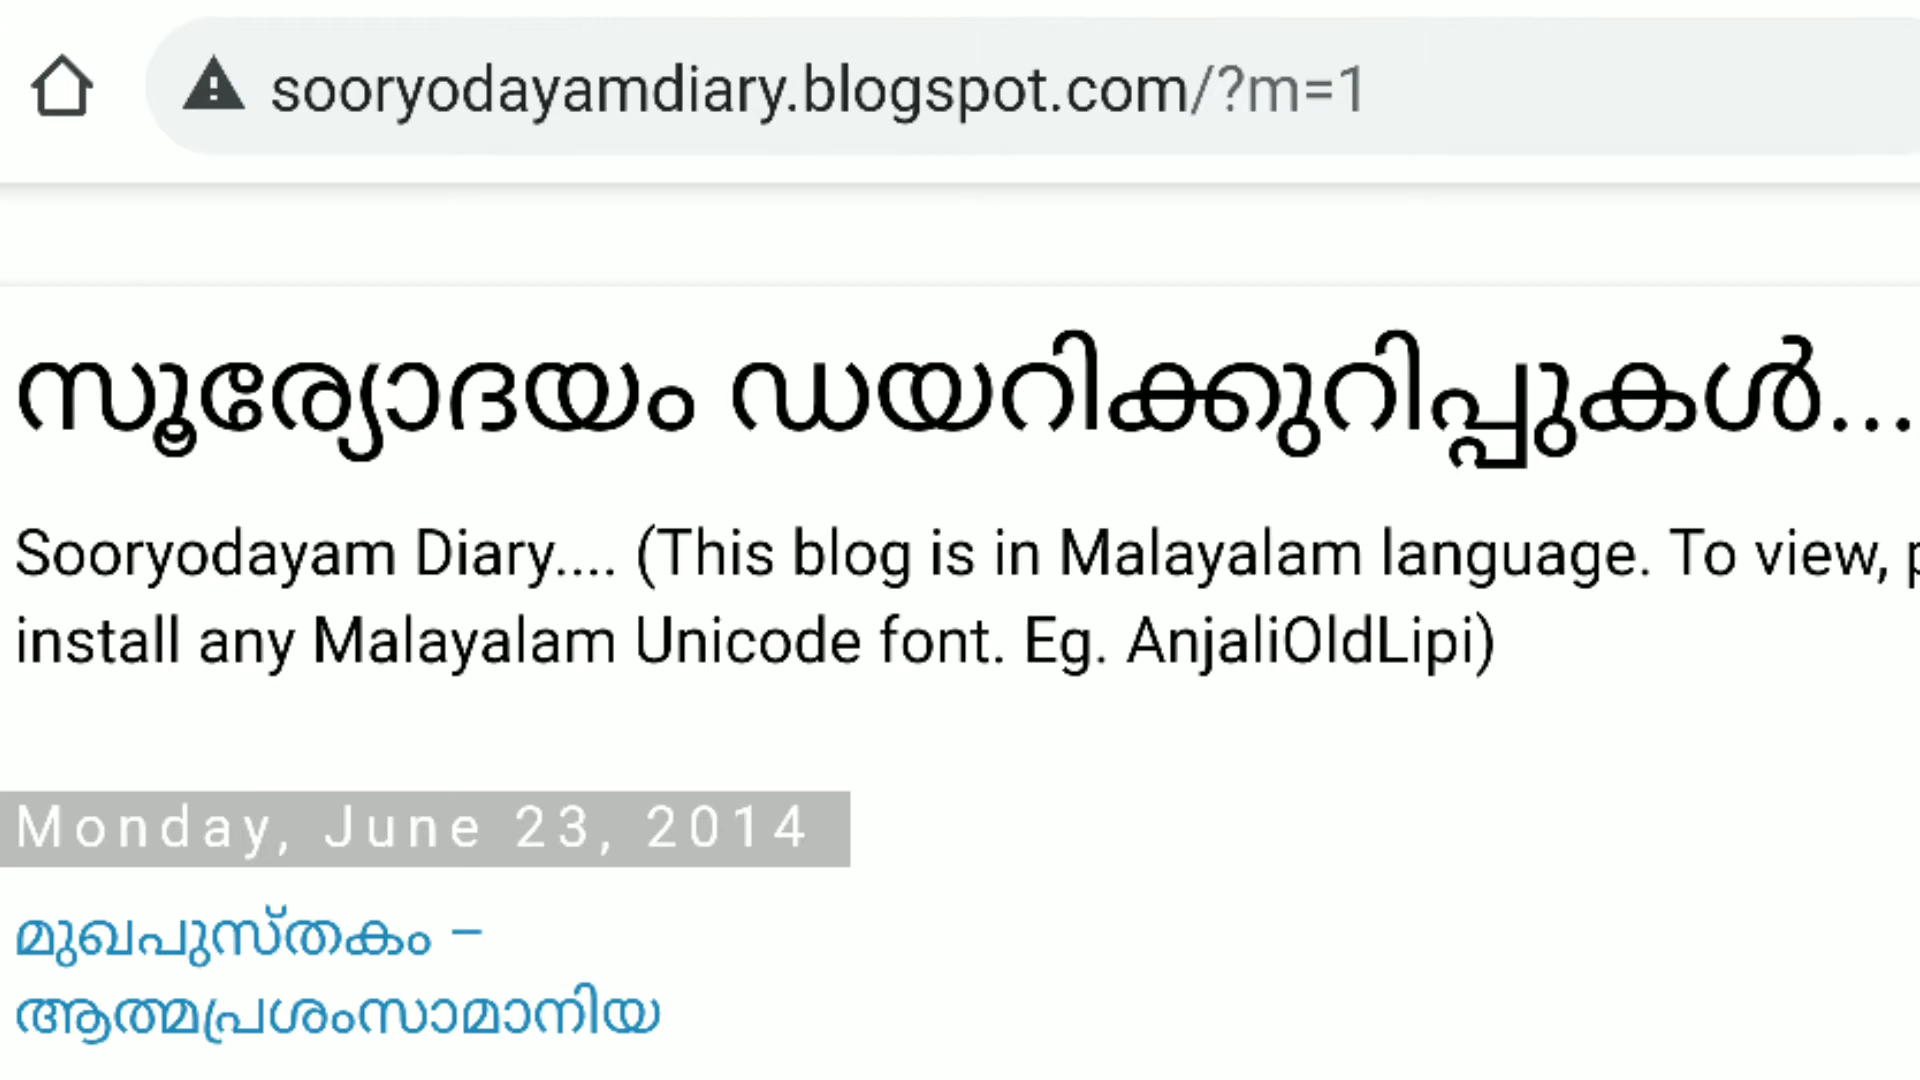 sooryodayamdiary.blogspot.com/?m=1
സൂര്യോദയം ഡയറിക്കുറിപ്പുകൾ...
Sooryodayam Diary.... (This blog is in Malayalam language. To view,
install any Malayalam Unicode font. Eg. AnjaliOldLipi)
Monday, June 23, 2014
മുഖപുസ്തകം –
ആത്മപ്രശംസാമാനിയ